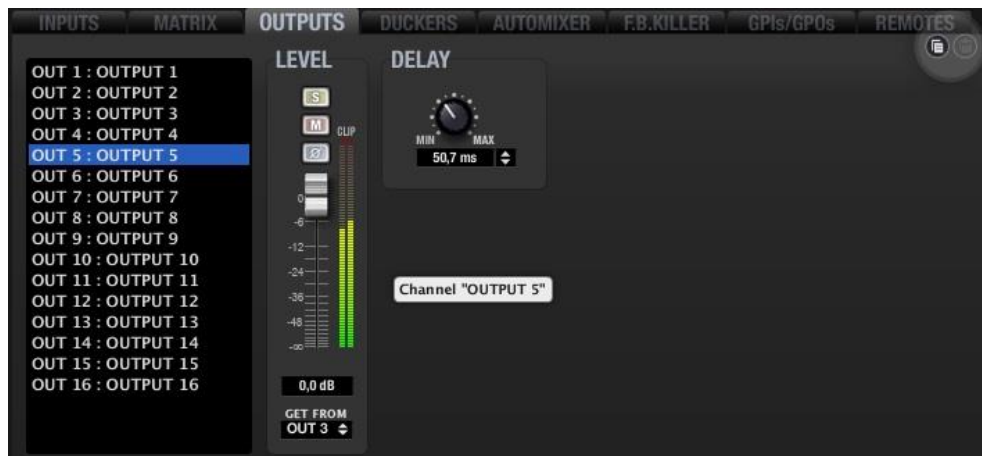 INPUTS MATRIX OUTPUTS DUCKERS AUTOMIXER F.B.KILLER GPIs/GPOs REMOTES
OUT 1 : OUTPUT 1
OUT 2 : OUTPUT 2
OUT 3 : OUTPUT 3
OUT 4 : OUTPUT 4
OUT 5 : OUTPUT 5
OUT 6 : OUTPUT 6
OUT 7 : OUTPUT 7
OUT 8 : OUTPUT 8
OUT 9 : OUTPUT 9
OUT 10 : OUTPUT 10
OUT 11 : OUTPUT 11
OUT 12 : OUTPUT 12
OUT 13 : OUTPUT 13
OUT 14 : OUTPUT 14
OUT 15 : OUTPUT 15
OUT 16 : OUTPUT 16
LEVEL
S
M
CLIP
Ø
0
-6
-12
-24
-36
-48
-∞
0,0 dB
GET FROM
OUT 3
DELAY
MIN MAX
50,7 ms
Channel "OUTPUT 5"